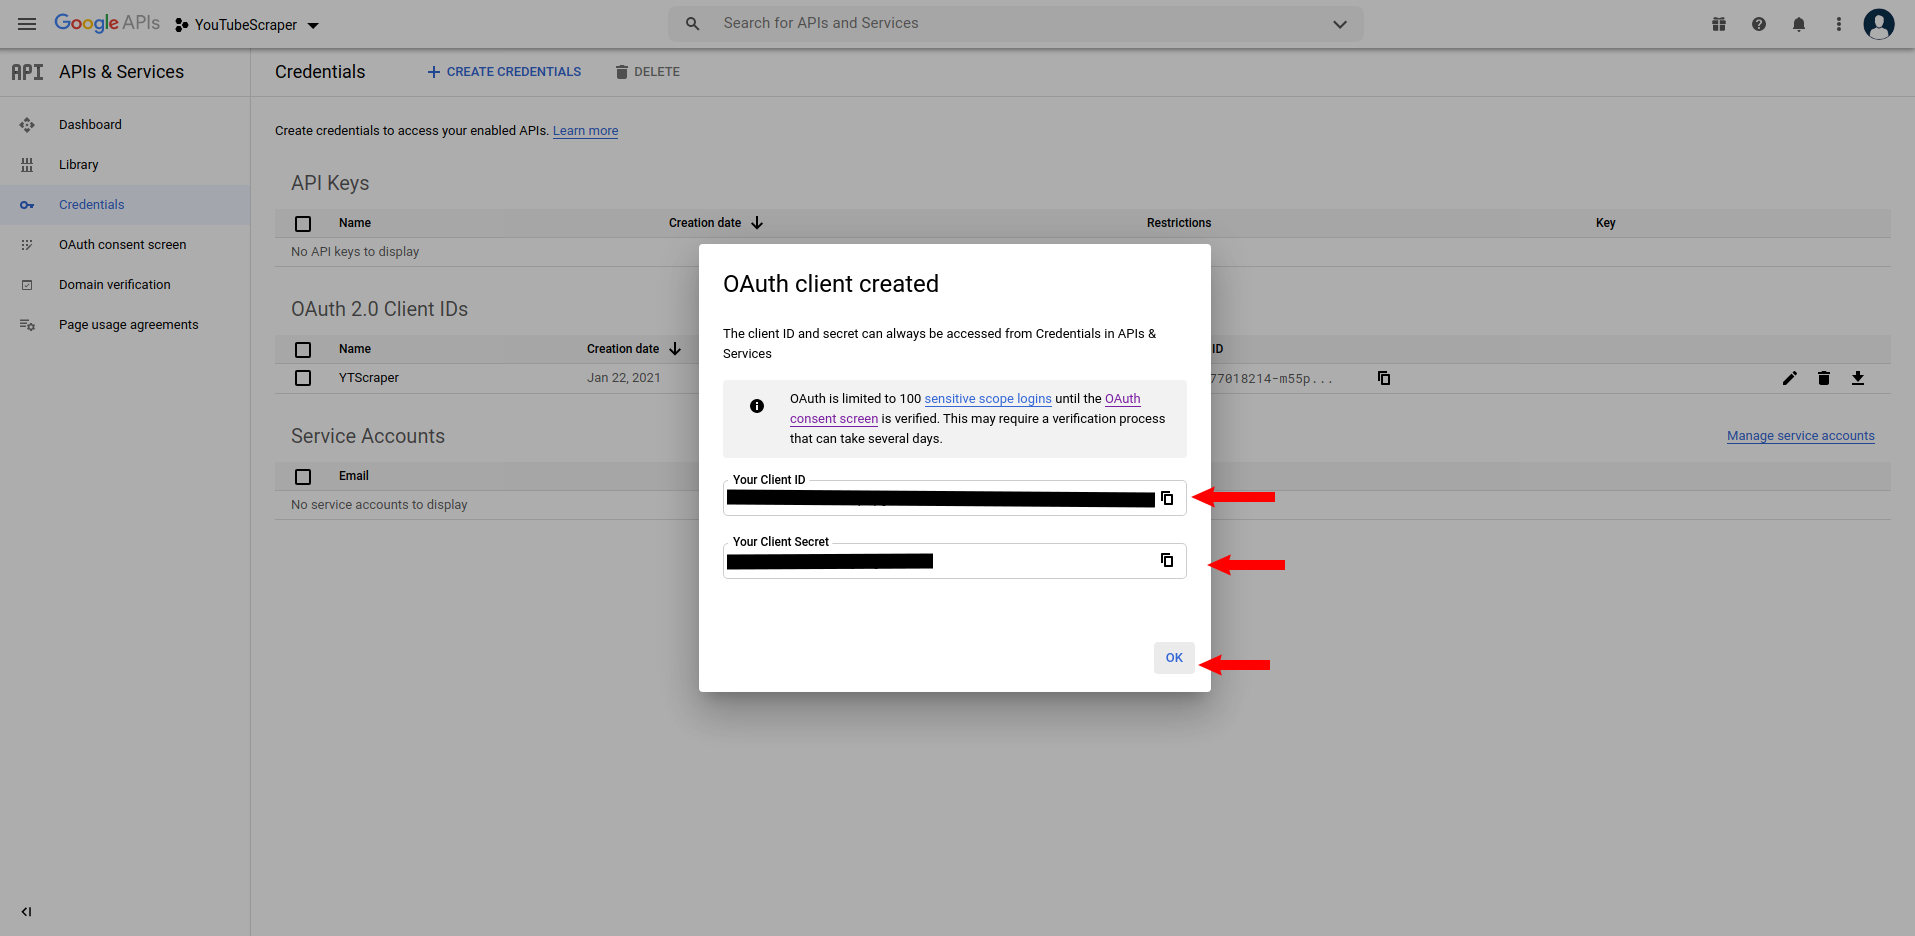 Google APIs
YouTubeScraper
Search for APIs and Services
API APIs & Services
Credentials
CREATE CREDENTIALS
DELETE
Dashboard
Library
Credentials
OAuth consent screen
Domain verification
Page usage agreements
Create credentials to access your enabled APIs. Learn more
API Keys
Name Creation date Restrictions Key
No API keys to display
OAuth 2.0 Client IDs
Name Creation date ID
YTScraper Jan 22, 2021 77018214-m55p...
Service Accounts
Manage service accounts
Email
No service accounts to display
OAuth client created
The client ID and secret can always be accessed from Credentials in APIs &
Services
OAuth is limited to 100 sensitive scope logins until the OAuth
consent screen is verified. This may require a verification process
that can take several days.
Your Client ID
Your Client Secret
OK